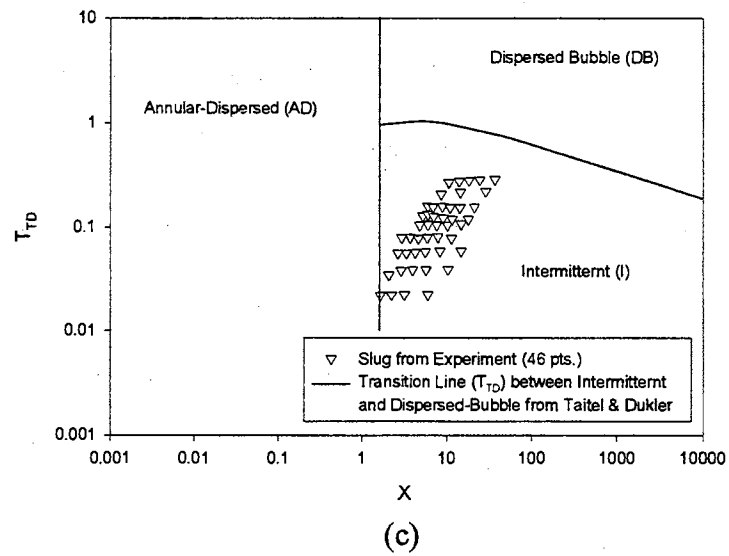 10
Dispersed Bubble (DB)
Annular-Dispersed (AD)
1
T_TD
0.1
Intermitternt (I)
0.01
Slug from Experiment (46 pts.)
Transition Line (T_TD) between Intermitternt
and Dispersed-Bubble from Taitel & Dukler
0.001
0.001 0.01 0.1 1 10 100 1000 10000
X
(c)